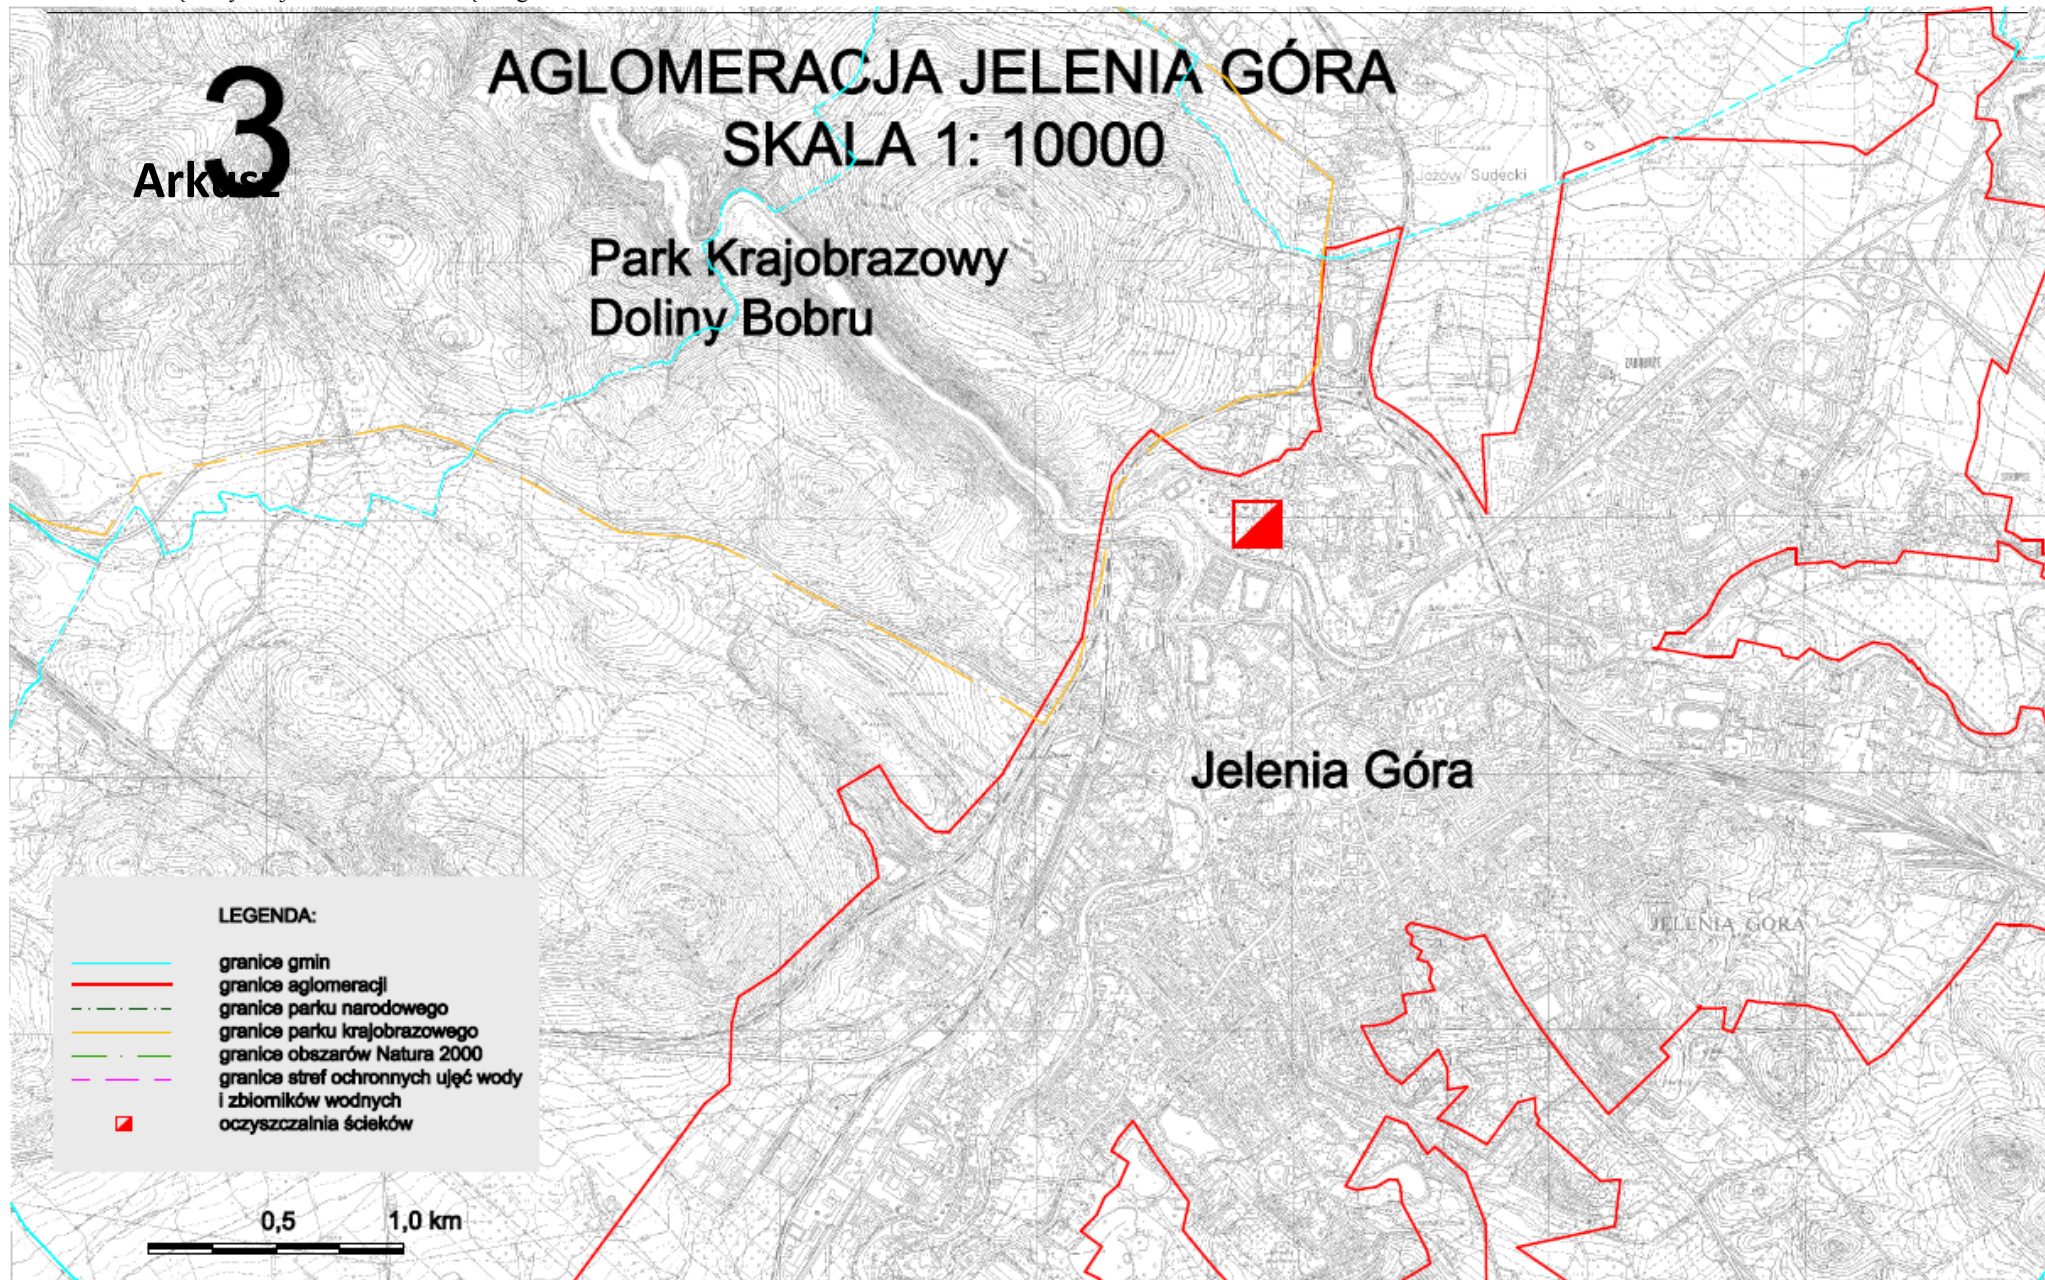 AGLOMERACJA JELENIA GÓRA
SKALA 1: 10000
3
Arkusz
Jeżów Sudecki
Park Krajobrazowy
Doliny Bobru
ZABOBRZE
Jelenia Góra
JELENIA GÓRA
LEGENDA:
granice gmin
granice aglomeracji
granice parku narodowego
granice parku krajobrazowego
granice obszarów Natura 2000
granice stref ochronnych ujęć wody
i zbiorników wodnych
oczyszczalnia ścieków
0,5 1,0 km